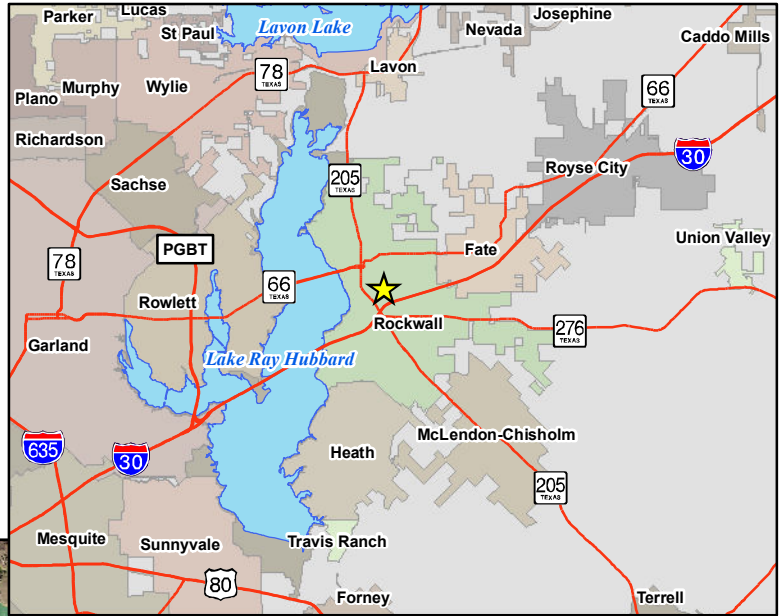 Lucas
Parker
Josephine
St Paul
Lavon Lake
Nevada
Caddo Mills
Lavon
78
TEXAS
Murphy
Wylie
66
TEXAS
Plano
Richardson
30
Royse City
205
TEXAS
Sachse
Union Valley
PGBT
Fate
78
TEXAS
66
TEXAS
Rowlett
Rockwall
276
TEXAS
Garland
Lake Ray Hubbard
McLendon-Chisholm
635
30
Heath
205
TEXAS
Mesquite
Sunnyvale
Travis Ranch
80
Forney
Terrell